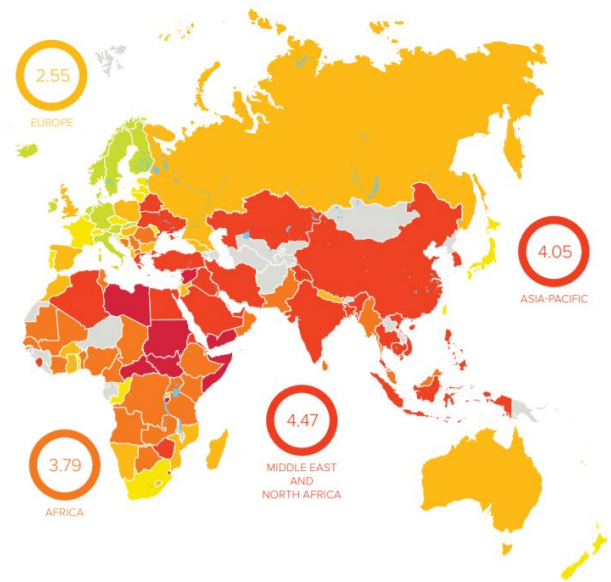 2.55
EUROPE
4.05
ASIA-PACIFIC
4.47
MIDDLE EAST
AND
NORTH AFRICA
3.79
AFRICA